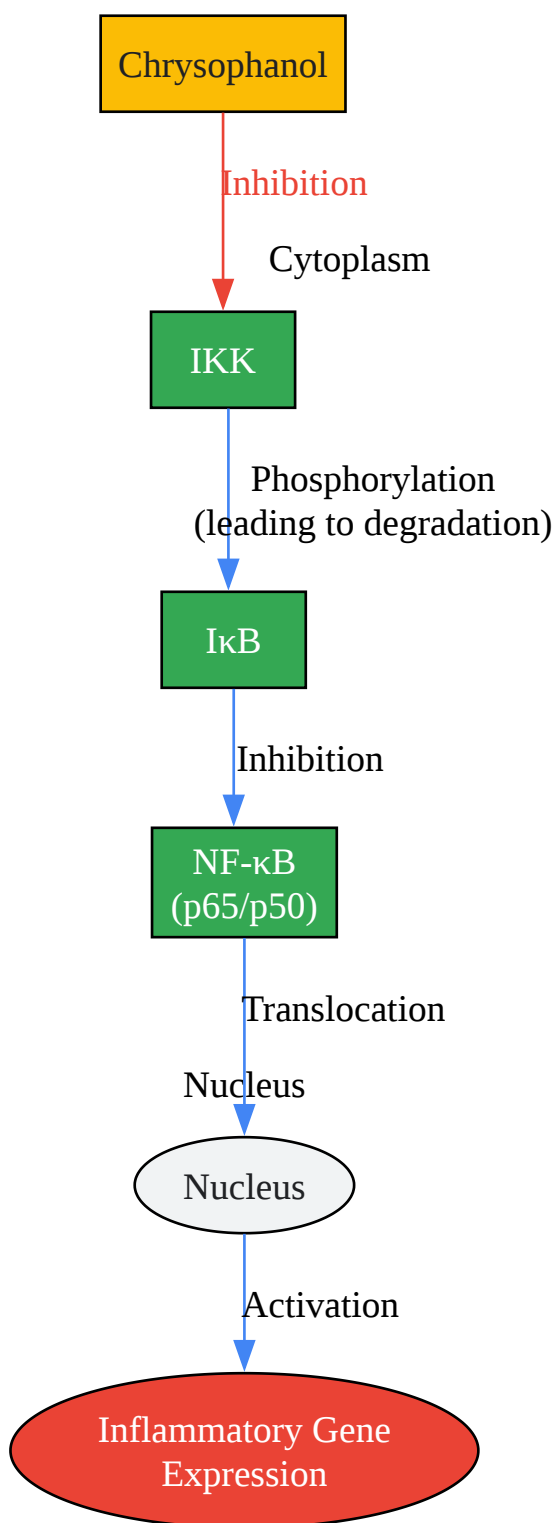 Chrysophanol
Inhibition
Cytoplasm
IKK
Phosphorylation
(leading to degradation)
IκB
Inhibition
NF-κB
(p65/p50)
Translocation
Nucleus
Nucleus
Activation
Inflammatory Gene
Expression